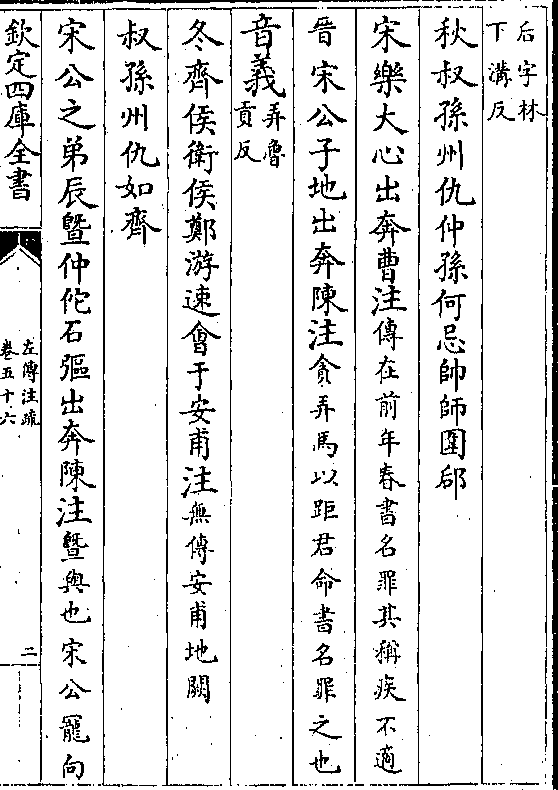 后字林
下溝反
秋叔孫州仇仲孫何忌帥師圍郈
宋樂大心出奔曹注傳在前年春書名罪其稱疾不適
晉宋公子地出奔陳注貪弄馬以距君命書名罪之也
音義弄魯
貢反
冬齊侯衛侯鄭游速會于安甫注無傳安甫地闕
叔孫州仇如齊
宋公之弟辰暨仲佗石彄出奔陳注暨與也宋公寵向
欽定四庫全書
左傳注疏
卷五十六
二